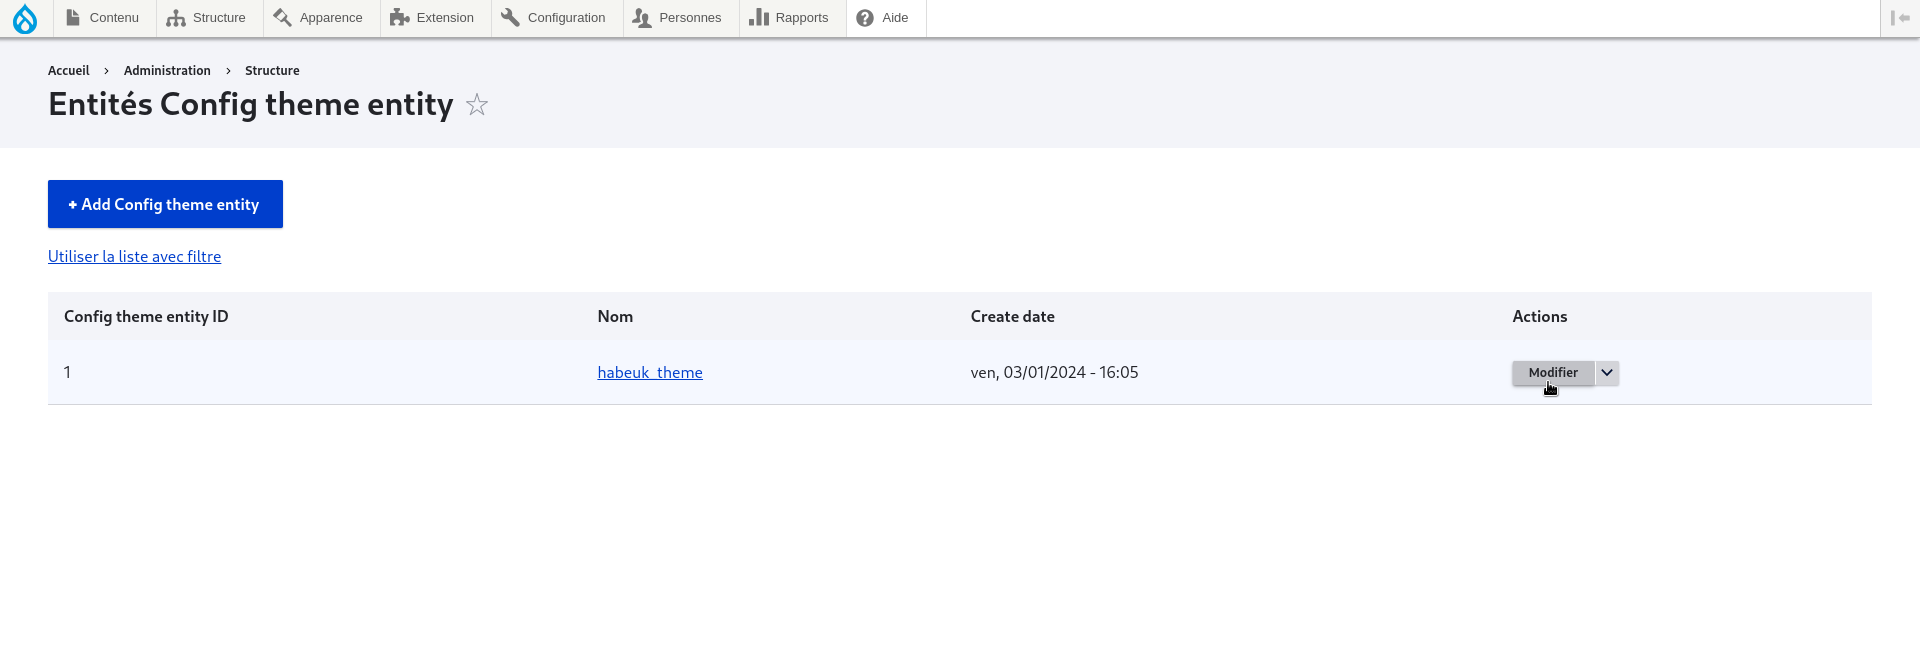 Contenu Structure Apparence Extension Configuration Personnes Rapports Aide
Accueil › Administration › Structure
Entités Config theme entity
+ Add Config theme entity
Utiliser la liste avec filtre
Config theme entity ID Nom Create date Actions
1 habeuk_theme ven, 03/01/2024 - 16:05 Modifier